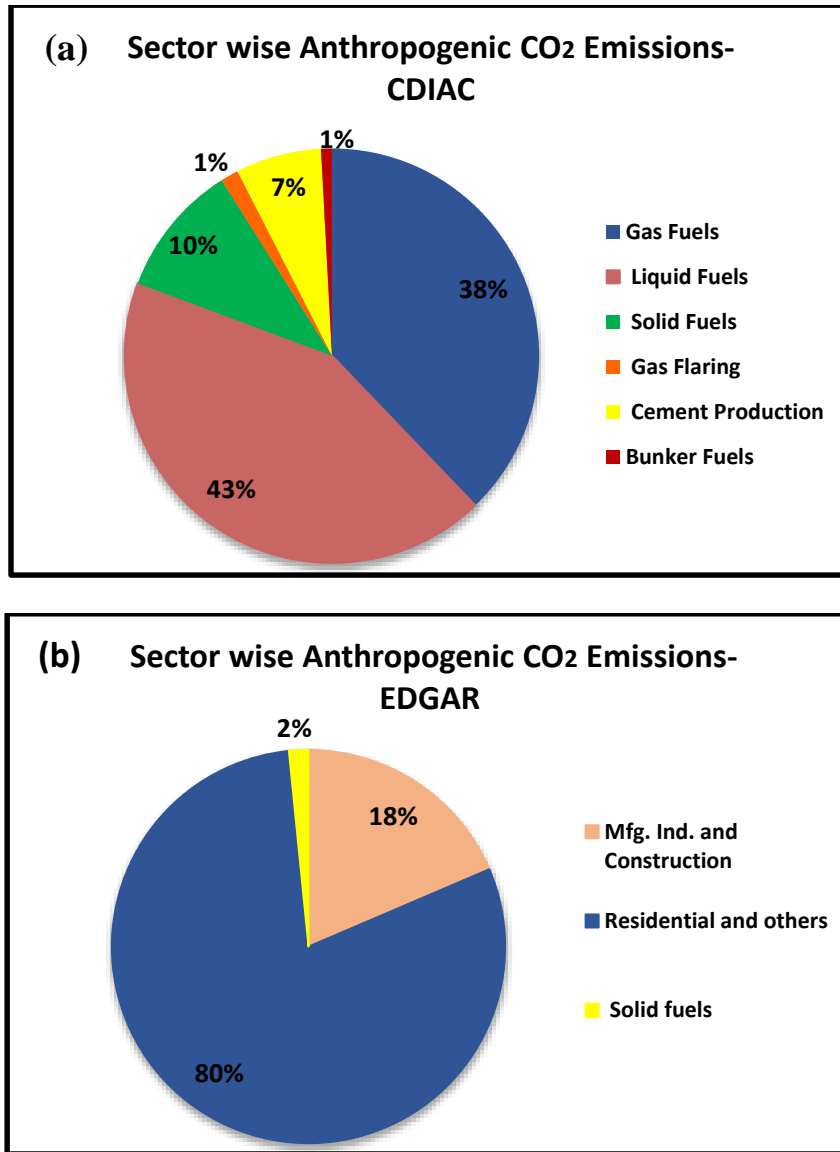 (a) Sector wise Anthropogenic CO2 Emissions-
CDIAC
1%
1%
7%
10%
38%
43%
Gas Fuels
Liquid Fuels
Solid Fuels
Gas Flaring
Cement Production
Bunker Fuels
(b) Sector wise Anthropogenic CO2 Emissions-
EDGAR
2%
18%
80%
Mfg. Ind. and
Construction
Residential and others
Solid fuels